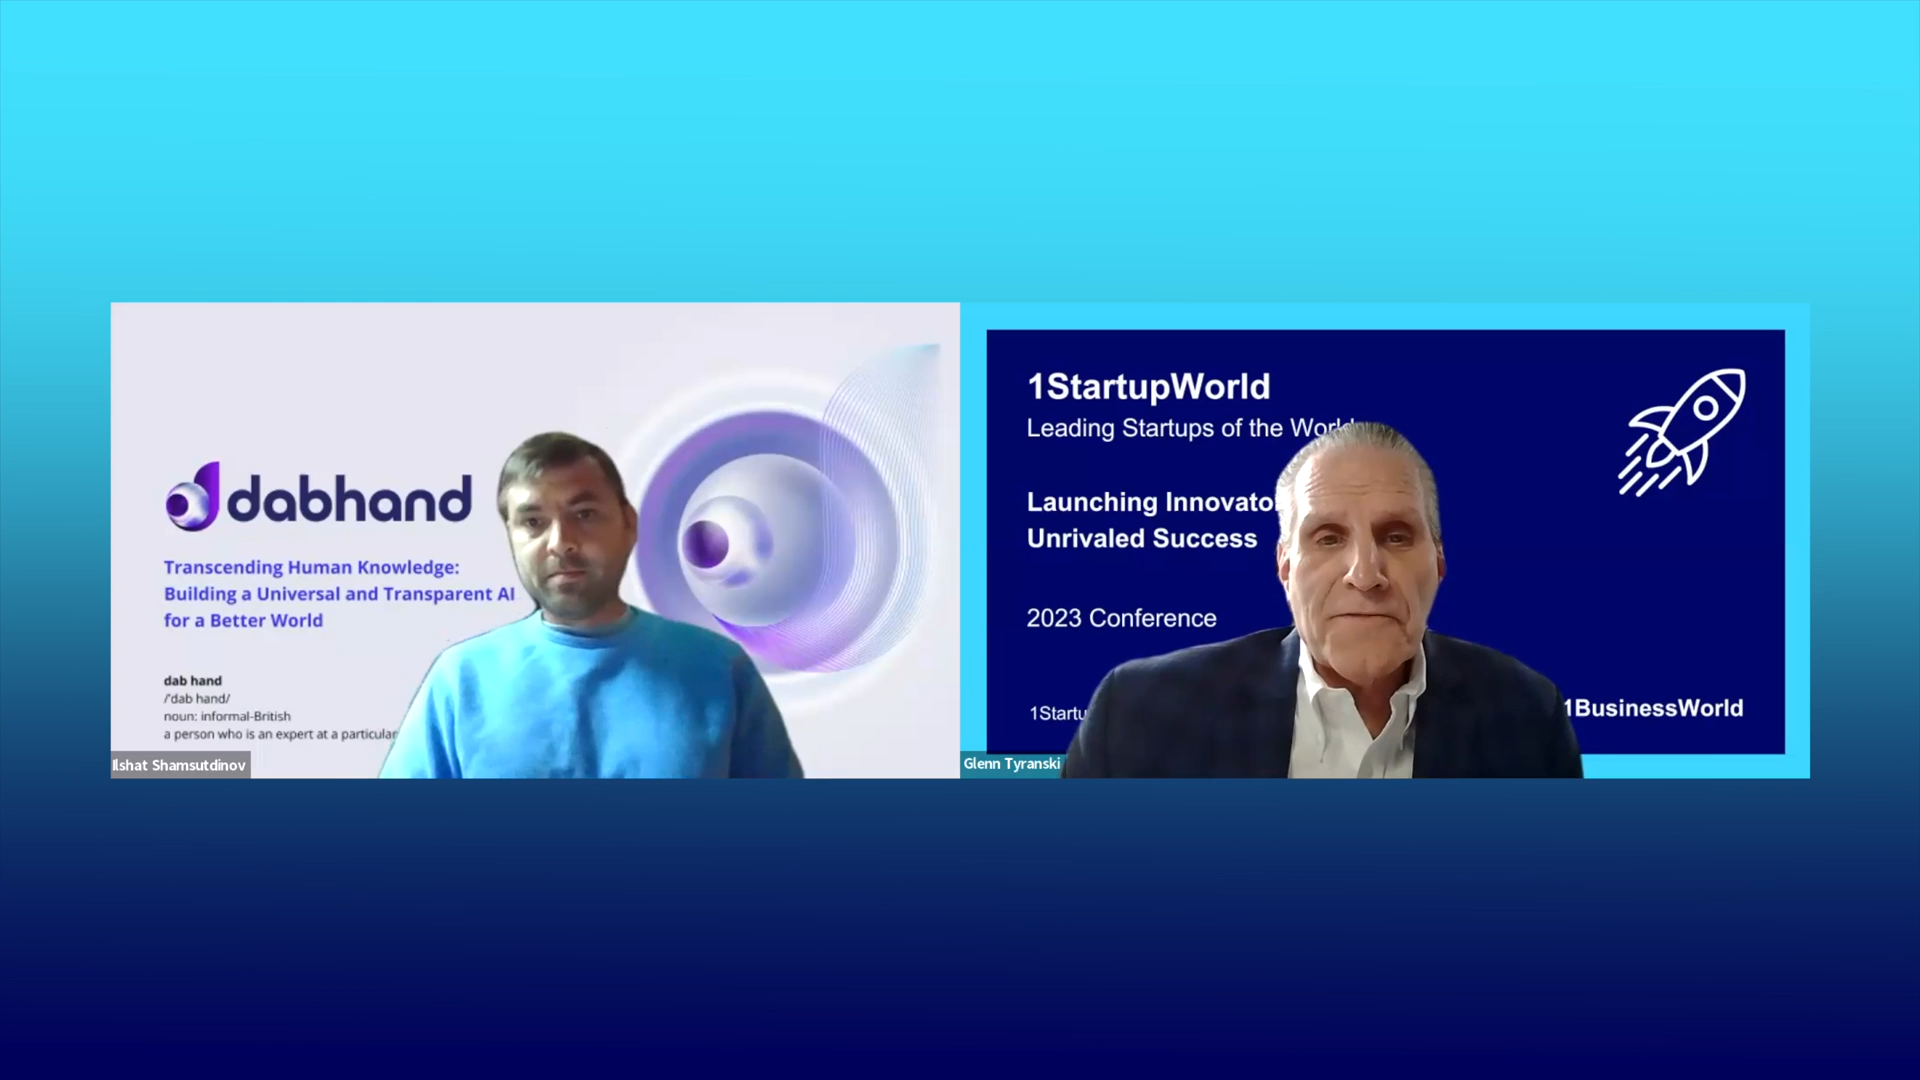 dabhand
Transcending Human Knowledge:
Building a Universal and Transparent AI
for a Better World
dab hand
/'dab hand/
noun: informal-British
a person who is an expert at a particular
Ilshat Shamsutdinov
1StartupWorld
Leading Startups of the World
Launching Innovato
Unrivaled Success
2023 Conference
1Startu
1BusinessWorld
Glenn Tyranski